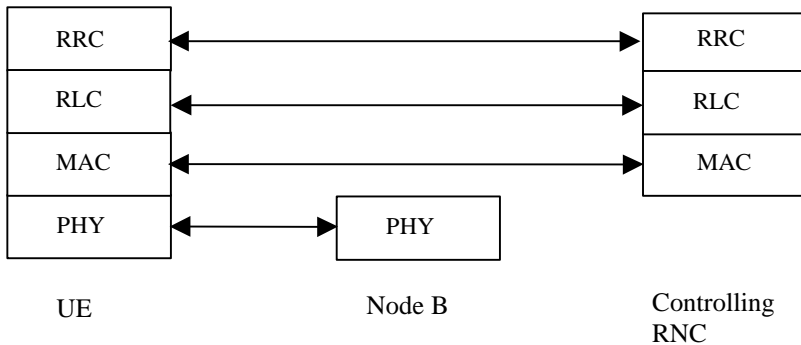 RRC RRC
RLC RLC
MAC MAC
PHY PHY
UE Node B Controlling
RNC